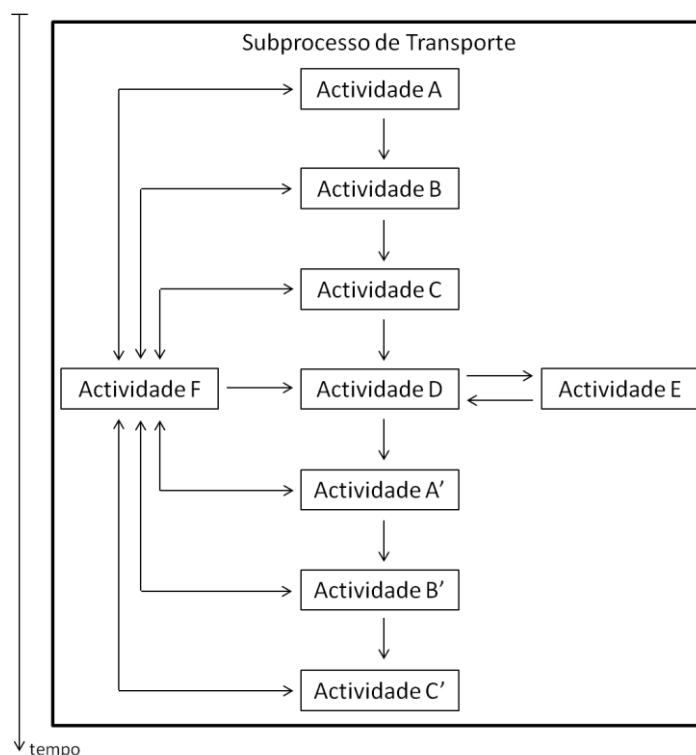 Subprocesso de Transporte
Actividade A
Actividade B
Actividade C
Actividade F
Actividade D
Actividade E
Actividade A’
Actividade B’
Actividade C’
tempo